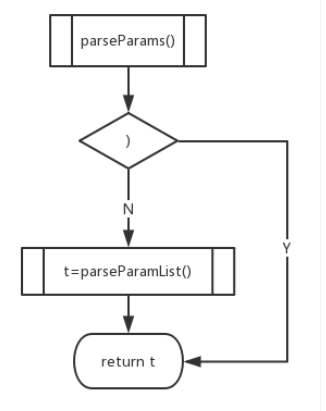 parseParams()
)
N
Y
t=parseParamList()
return t